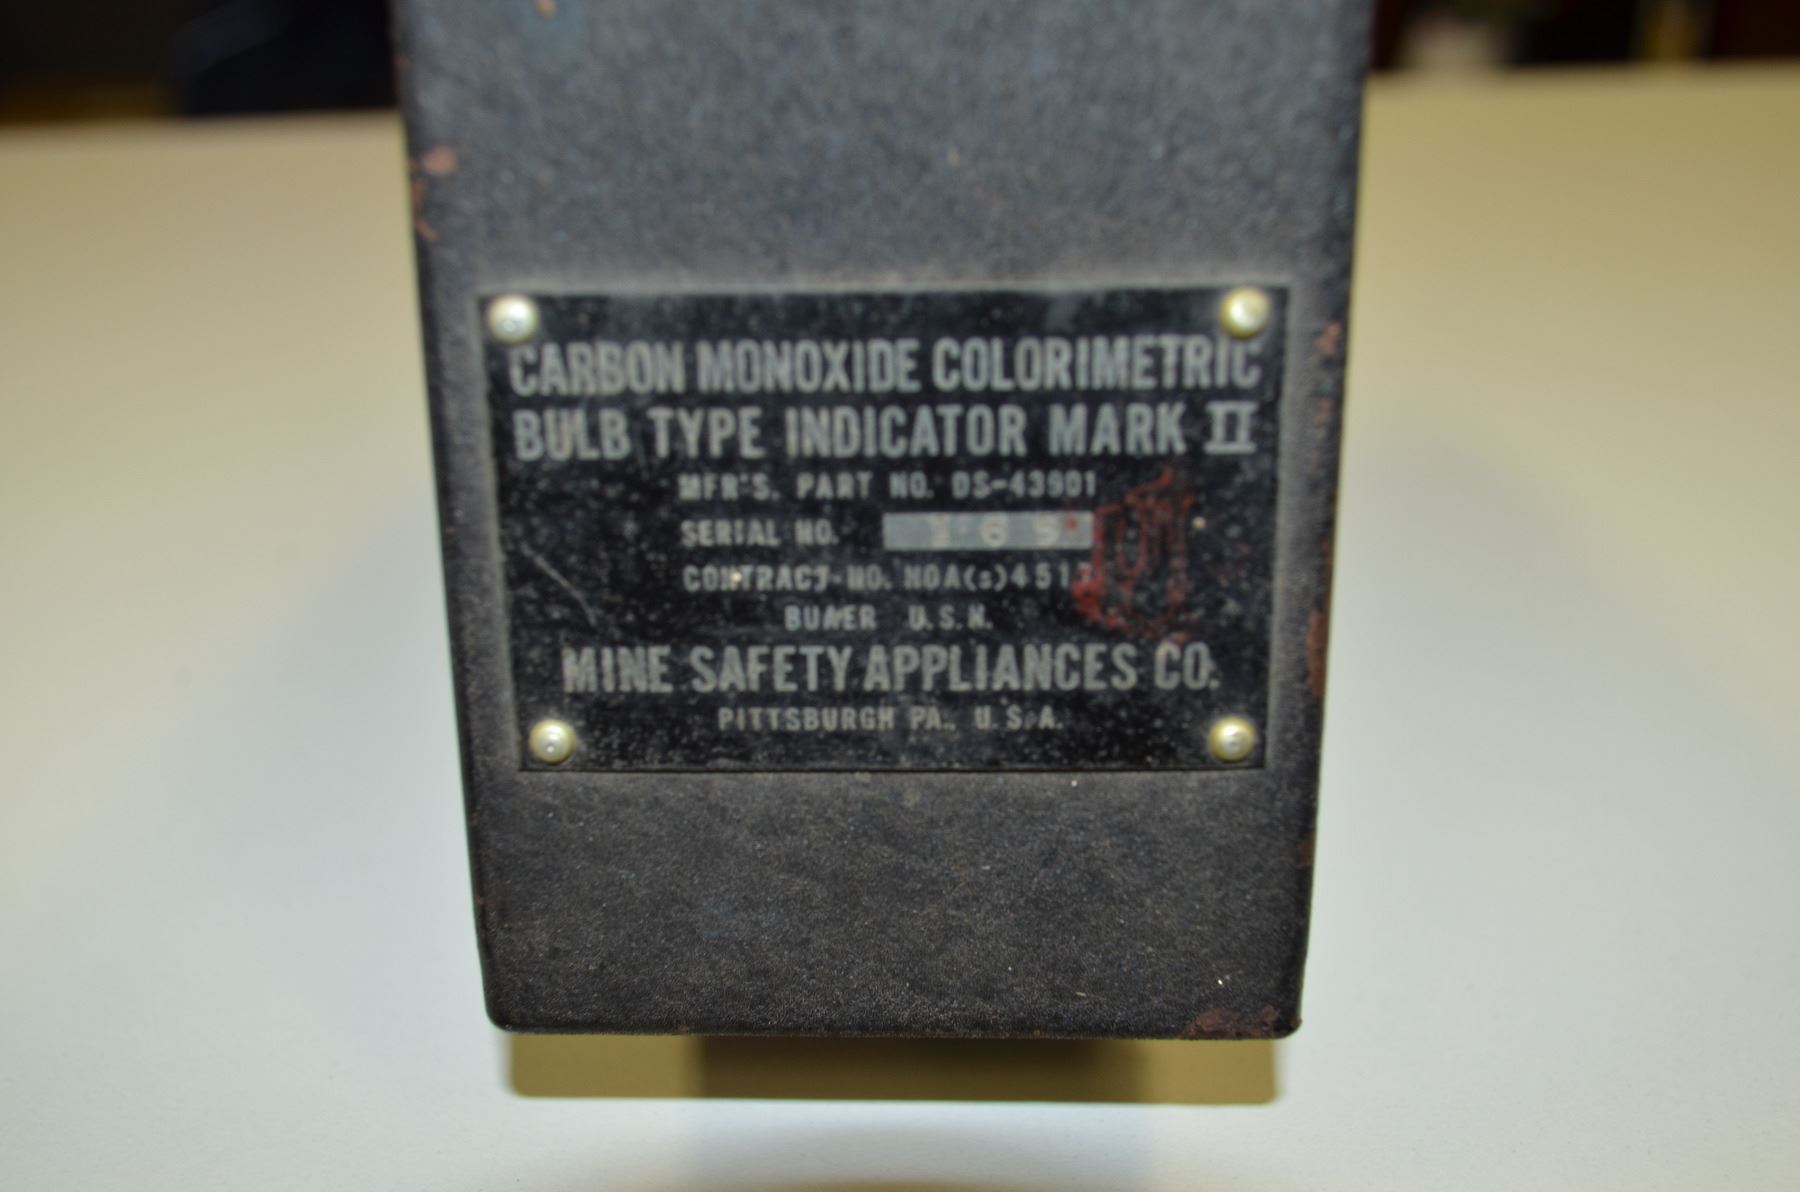 CARBON MONOXIDE COLORIMETRIC
BULB TYPE INDICATOR MARK II
MFR'S. PART NO. DS-43901
SERIAL NO. 165
CONTRACT NO. NOA(s)
BUAER U.S.N.
MINE SAFETY APPLIANCES CO.
PITTSBURGH PA., U.S.A.